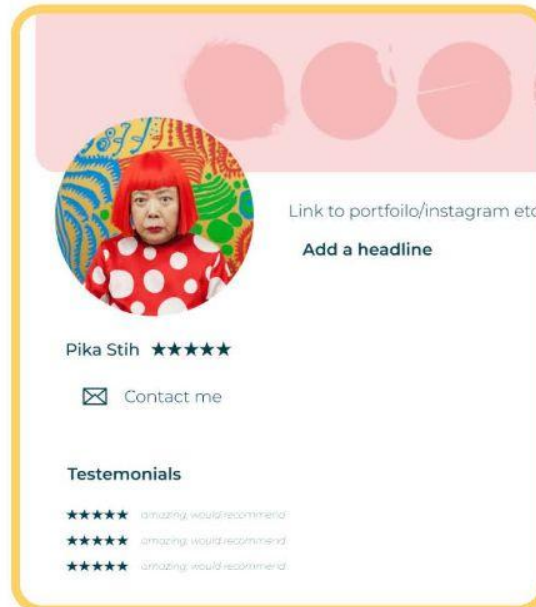 Link to portfoilo/instagram etc
Add a headline
Pika Stih ★★★★★
Contact me
Testemonials
★★★★★ amazing, would recommend
★★★★★ amazing, would recommend
★★★★★ amazing, would recommend